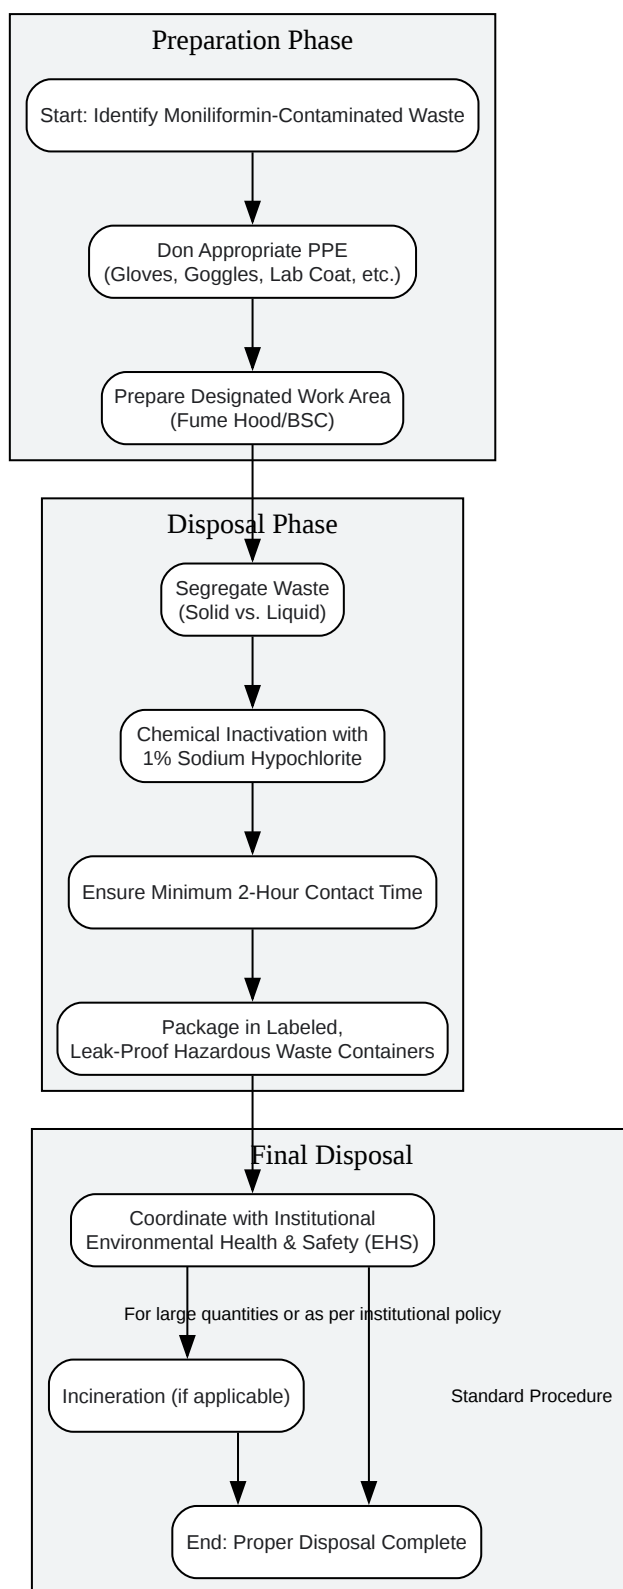 Preparation Phase
Start: Identify Moniliformin-Contaminated Waste
Don Appropriate PPE
(Gloves, Goggles, Lab Coat, etc.)
Prepare Designated Work Area
(Fume Hood/BSC)
Disposal Phase
Segregate Waste
(Solid vs. Liquid)
Chemical Inactivation with
1% Sodium Hypochlorite
Ensure Minimum 2-Hour Contact Time
Package in Labeled,
Leak-Proof Hazardous Waste Containers
Final Disposal
Coordinate with Institutional
Environmental Health & Safety (EHS)
For large quantities or as per institutional policy
Incineration (if applicable)
Standard Procedure
End: Proper Disposal Complete